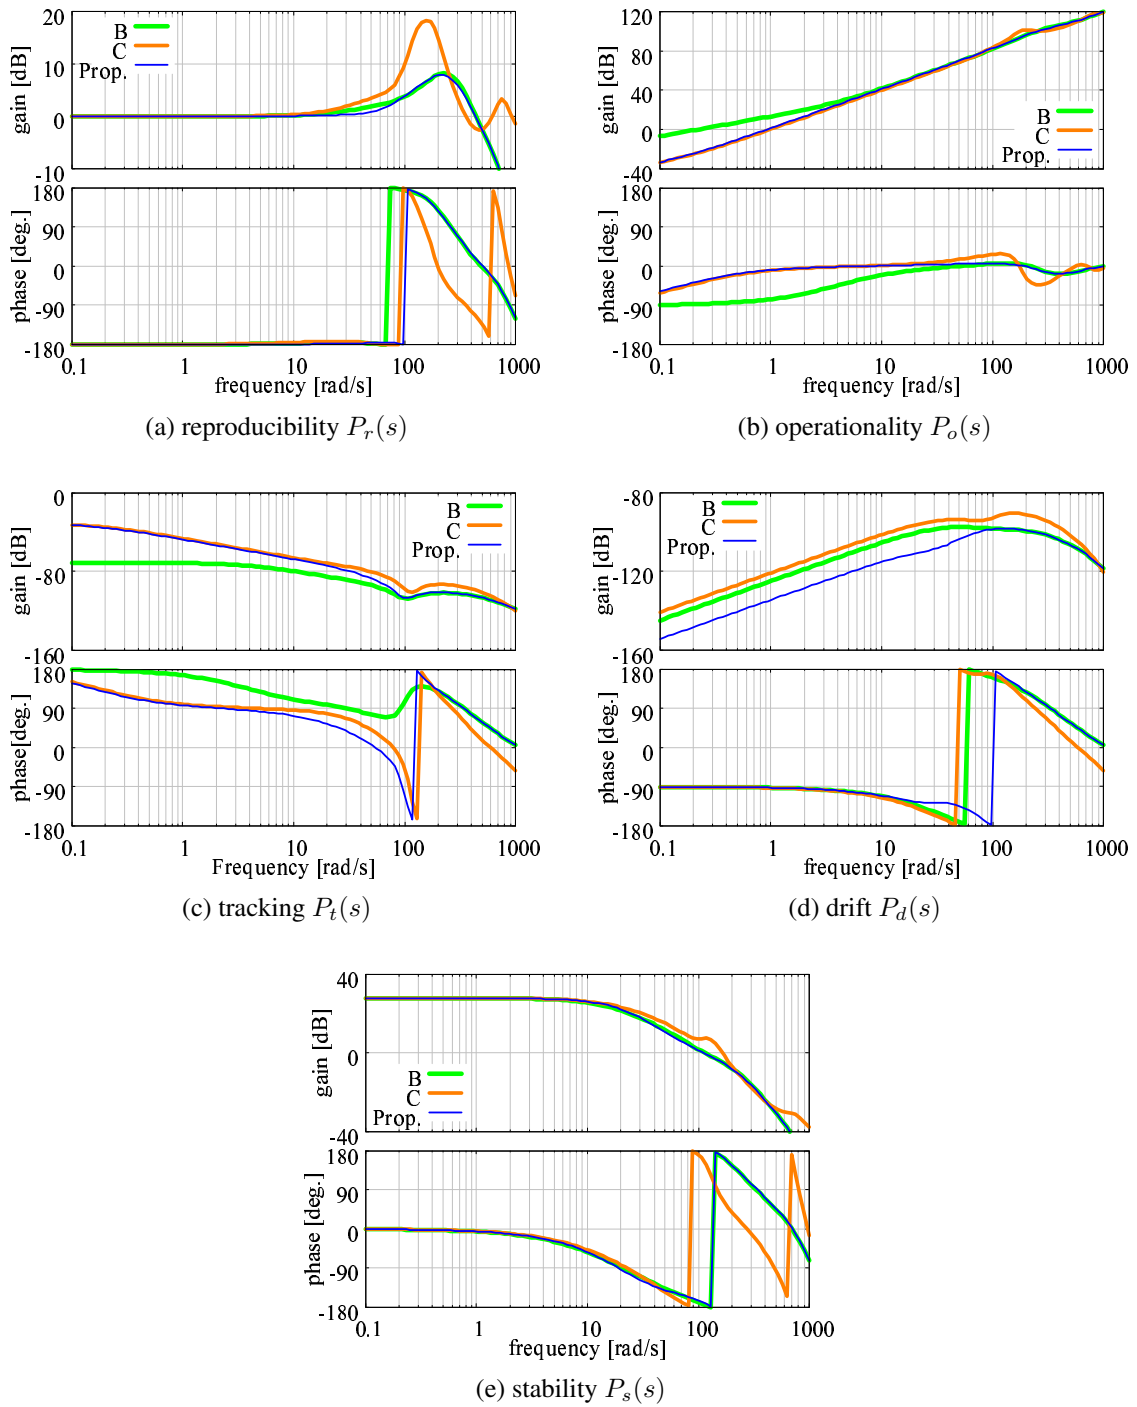 20
10
0
-10
gain [dB]
B
C
Prop.
180
90
0
-90
-180
phase [deg.]
0.1 1 10 100 1000
frequency [rad/s]
(a) reproducibility P_r(s)
120
80
40
0
-40
gain [dB]
B
C
Prop.
180
90
0
-90
-180
phase [deg.]
0.1 1 10 100 1000
frequency [rad/s]
(b) operationality P_o(s)
0
-80
-160
gain [dB]
B
C
Prop.
180
90
0
-90
-180
phase[deg.]
0.1 1 10 100 1000
Frequency [rad/s]
(c) tracking P_t(s)
-80
-120
-160
gain [dB]
B
C
Prop.
180
90
0
-90
-180
phase [deg.]
0.1 1 10 100 1000
frequency [rad/s]
(d) drift P_d(s)
40
0
-40
gain [dB]
B
C
Prop.
180
90
0
-90
-180
phase [deg.]
0.1 1 10 100 1000
frequency [rad/s]
(e) stability P_s(s)